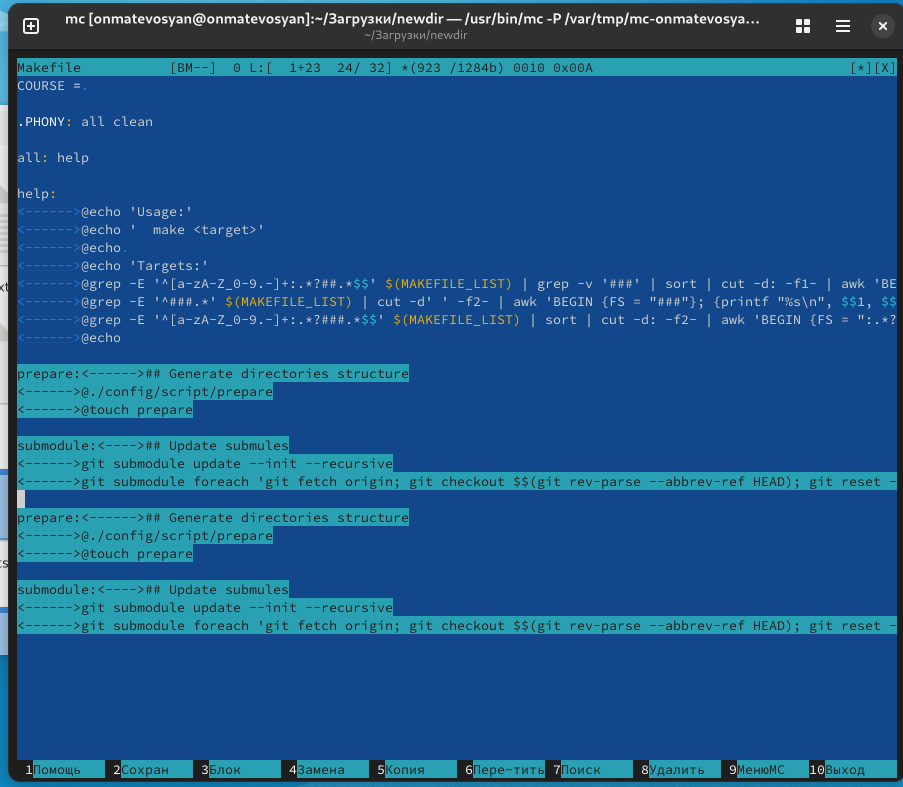 mc [onmatevosyan@onmatevosyan]:~/Загрузки/newdir — /usr/bin/mc -P /var/tmp/mc-onmatevosya…
~/Загрузки/newdir
Makefile [BM--] 0 L:[ 1+23 24/ 32] *(923 /1284b) 0010 0x00A [*][X]
COURSE =.
.PHONY: all clean
all: help
help:
<------>@echo 'Usage:'
<------>@echo '  make <target>'
<------>@echo.
<------>@echo 'Targets:'
<------>@grep -E '^[a-zA-Z_0-9.-]+:.*?##.*$$' $(MAKEFILE_LIST) | grep -v '###' | sort | cut -d: -f1- | awk 'BE
<------>@grep -E '^###.*' $(MAKEFILE_LIST) | cut -d' ' -f2- | awk 'BEGIN {FS = "###"}; {printf "%s\n", $$1, $$
<------>@grep -E '^[a-zA-Z_0-9.-]+:.*?###.*$$' $(MAKEFILE_LIST) | sort | cut -d: -f2- | awk 'BEGIN {FS = ":.*?
<------>@echo
prepare:<------>## Generate directories structure
<------>@./config/script/prepare
<------>@touch prepare
submodule:<---->## Update submules
<------>git submodule update --init --recursive
<------>git submodule foreach 'git fetch origin; git checkout $$(git rev-parse --abbrev-ref HEAD); git reset -
prepare:<------>## Generate directories structure
<------>@./config/script/prepare
<------>@touch prepare
submodule:<---->## Update submules
<------>git submodule update --init --recursive
<------>git submodule foreach 'git fetch origin; git checkout $$(git rev-parse --abbrev-ref HEAD); git reset -
1Помощь 2Сохран 3Блок 4Замена 5Копия 6Пере~тить 7Поиск 8Удалить 9МенюMC 10Выход